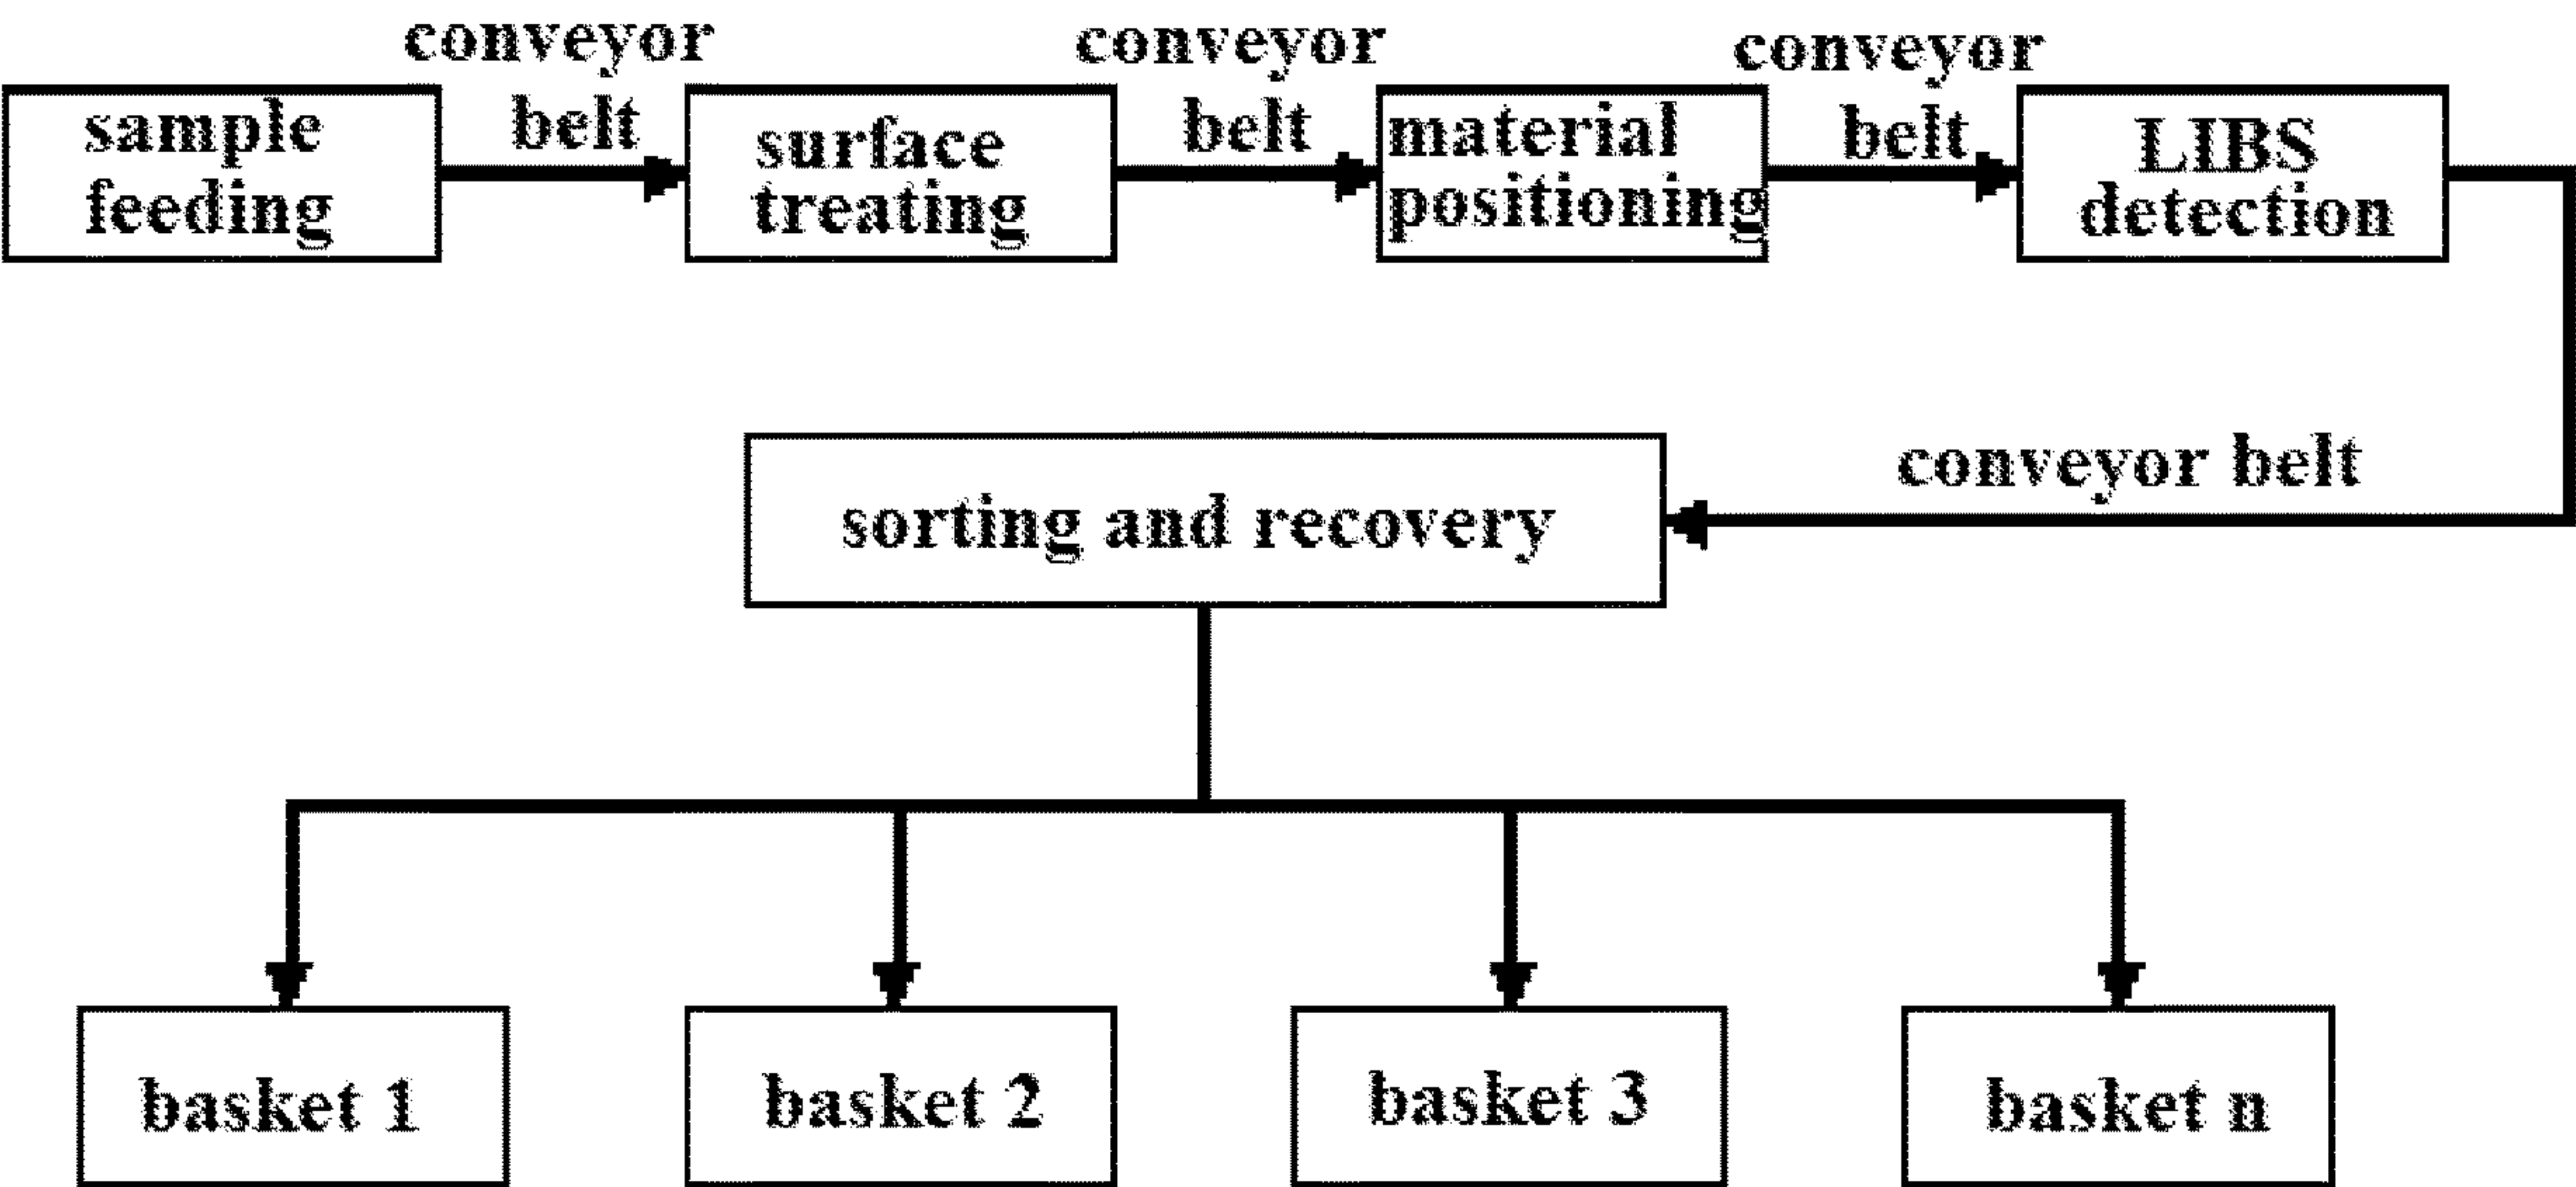 conveyor
belt
conveyor
belt
conveyor
belt
sample
feeding
surface
treating
material
positioning
LIBS
detection
conveyor belt
sorting and recovery
basket 1
basket 2
basket 3
basket n